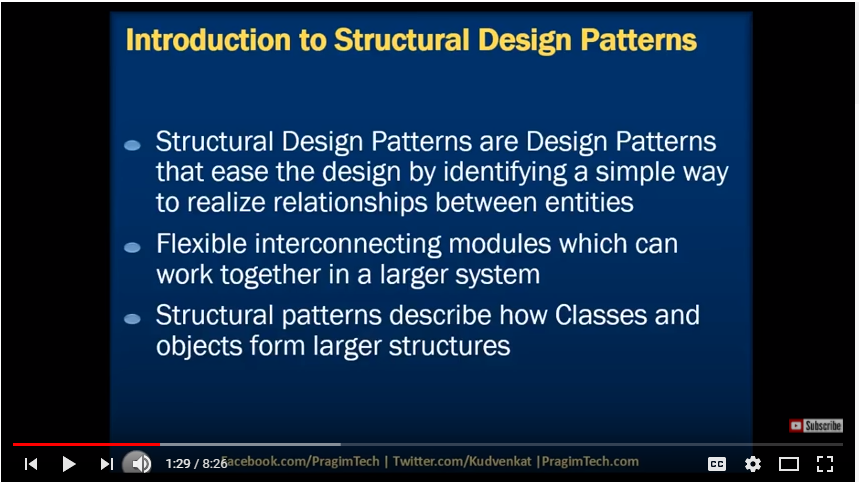 Introduction to Structural Design Patterns
Structural Design Patterns are Design Patterns
that ease the design by identifying a simple way
to realize relationships between entities
Flexible interconnecting modules which can
work together in a larger system
Structural patterns describe how Classes and
objects form larger structures
Subscribe
1:29 / 8:26
Facebook.com/PragimTech | Twitter.com/Kudvenkat |PragimTech.com
CC